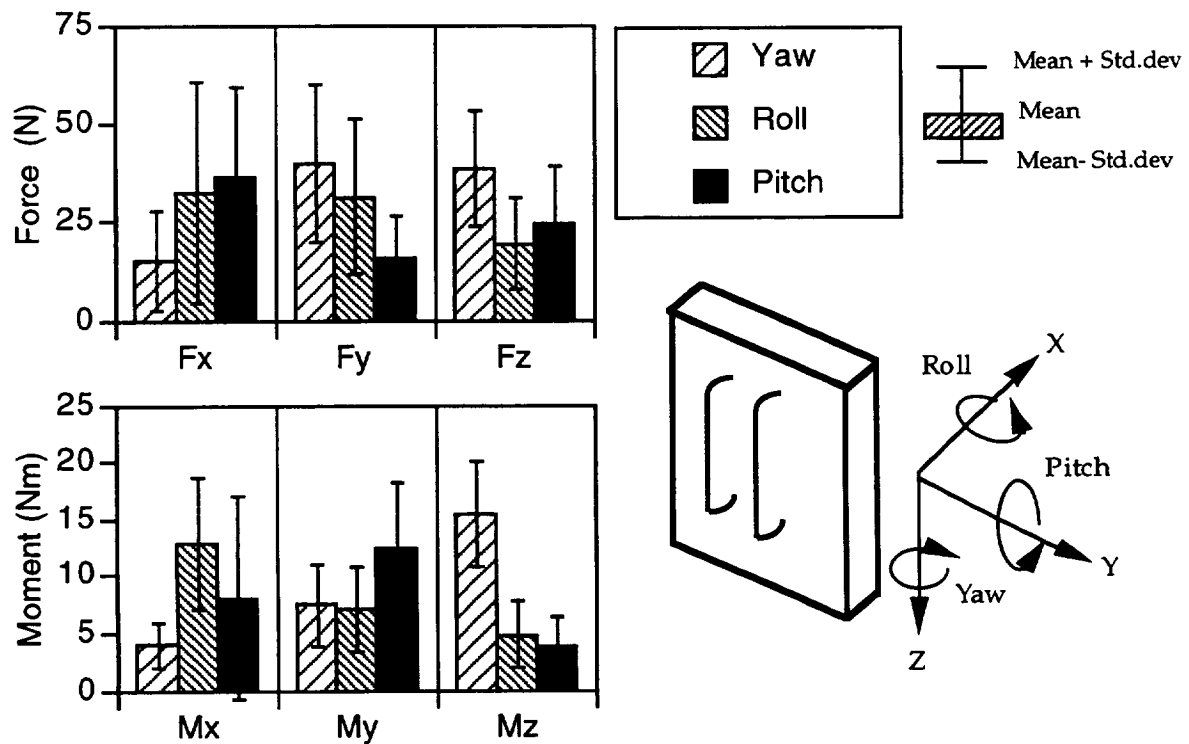 75
50
25
0
Force (N)
Fx Fy Fz
Yaw
Roll
Pitch
Mean + Std.dev
Mean
Mean- Std.dev
25
20
15
10
5
0
Moment (Nm)
Mx My Mz
X
Roll
Pitch
Y
Yaw
Z